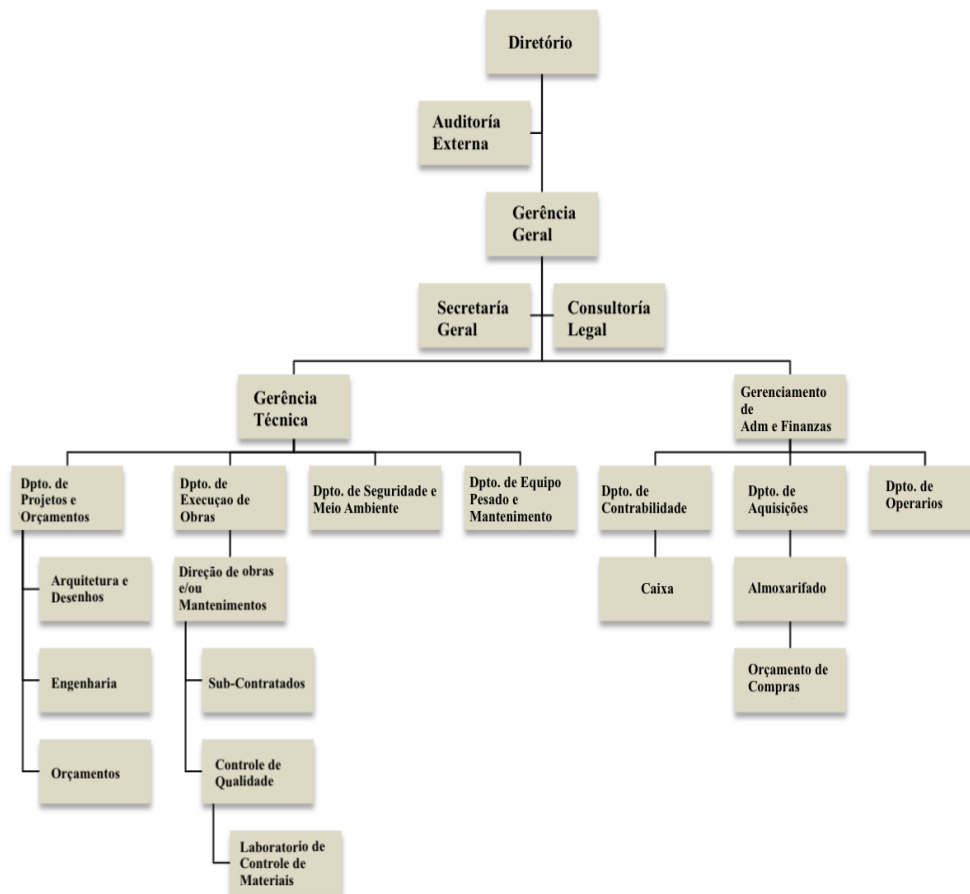 Diretório
Auditoría
Externa
Gerência
Geral
Secretaría
Geral
Consultoría
Legal
Gerência
Técnica
Gerenciamento
de
Adm e Finanzas
Dpto. de
Projetos e
Orçamentos
Dpto. de
Execuçao de
Obras
Dpto. de Seguridade e
Meio Ambiente
Dpto. de Equipo
Pesado e
Mantenimento
Dpto. de
Contrabilidade
Dpto. de
Aquisições
Dpto. de
Operarios
Arquitetura e
Desenhos
Direção de obras
e/ou
Mantenimentos
Caixa
Almoxarifado
Engenharia
Sub-Contratados
Orçamento de
Compras
Orçamentos
Controle de
Qualidade
Laboratorio de
Controle de
Materiais